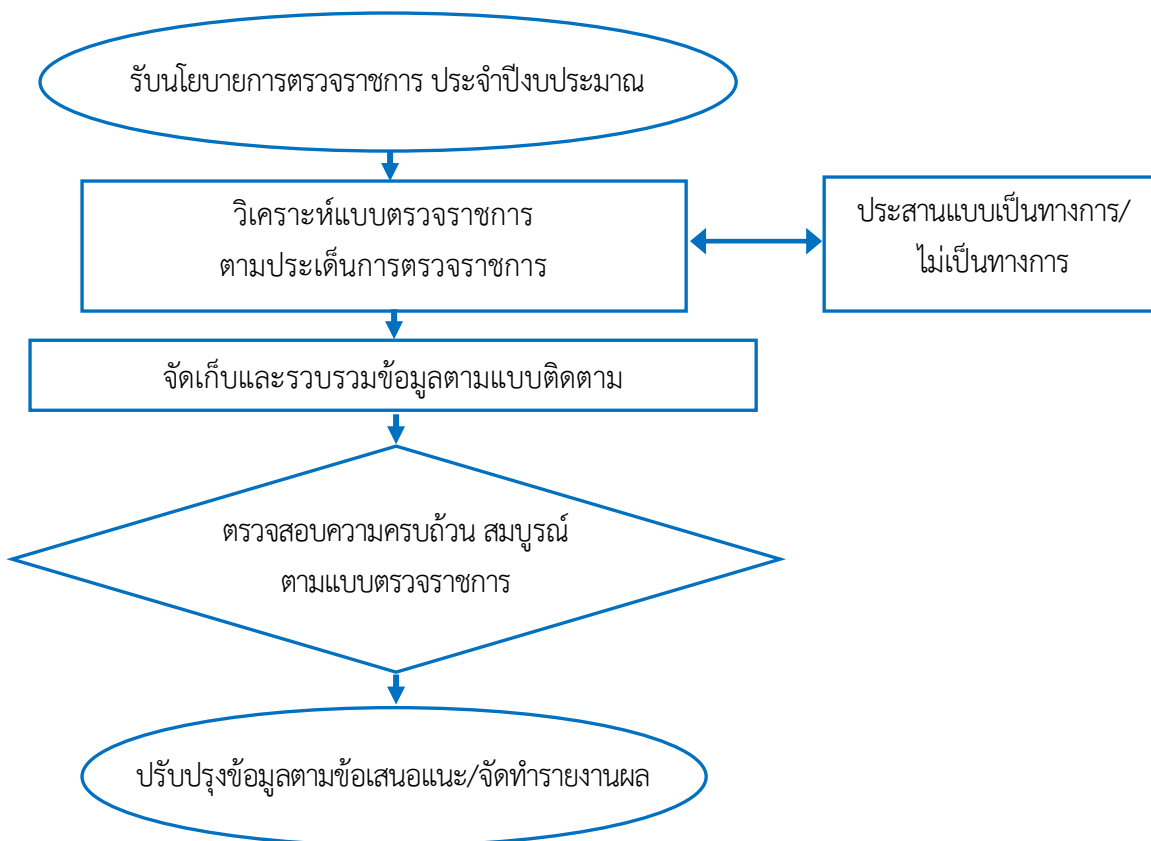 รับนโยบายการตรวจราชการ ประจำปีงบประมาณ
วิเคราะห์แบบตรวจราชการ
ตามประเด็นการตรวจราชการ
ประสานแบบเป็นทางการ/
ไม่เป็นทางการ
จัดเก็บและรวบรวมข้อมูลตามแบบติดตาม
ตรวจสอบความครบถ้วน สมบูรณ์
ตามแบบตรวจราชการ
ปรับปรุงข้อมูลตามข้อเสนอแนะ/จัดทำรายงานผล